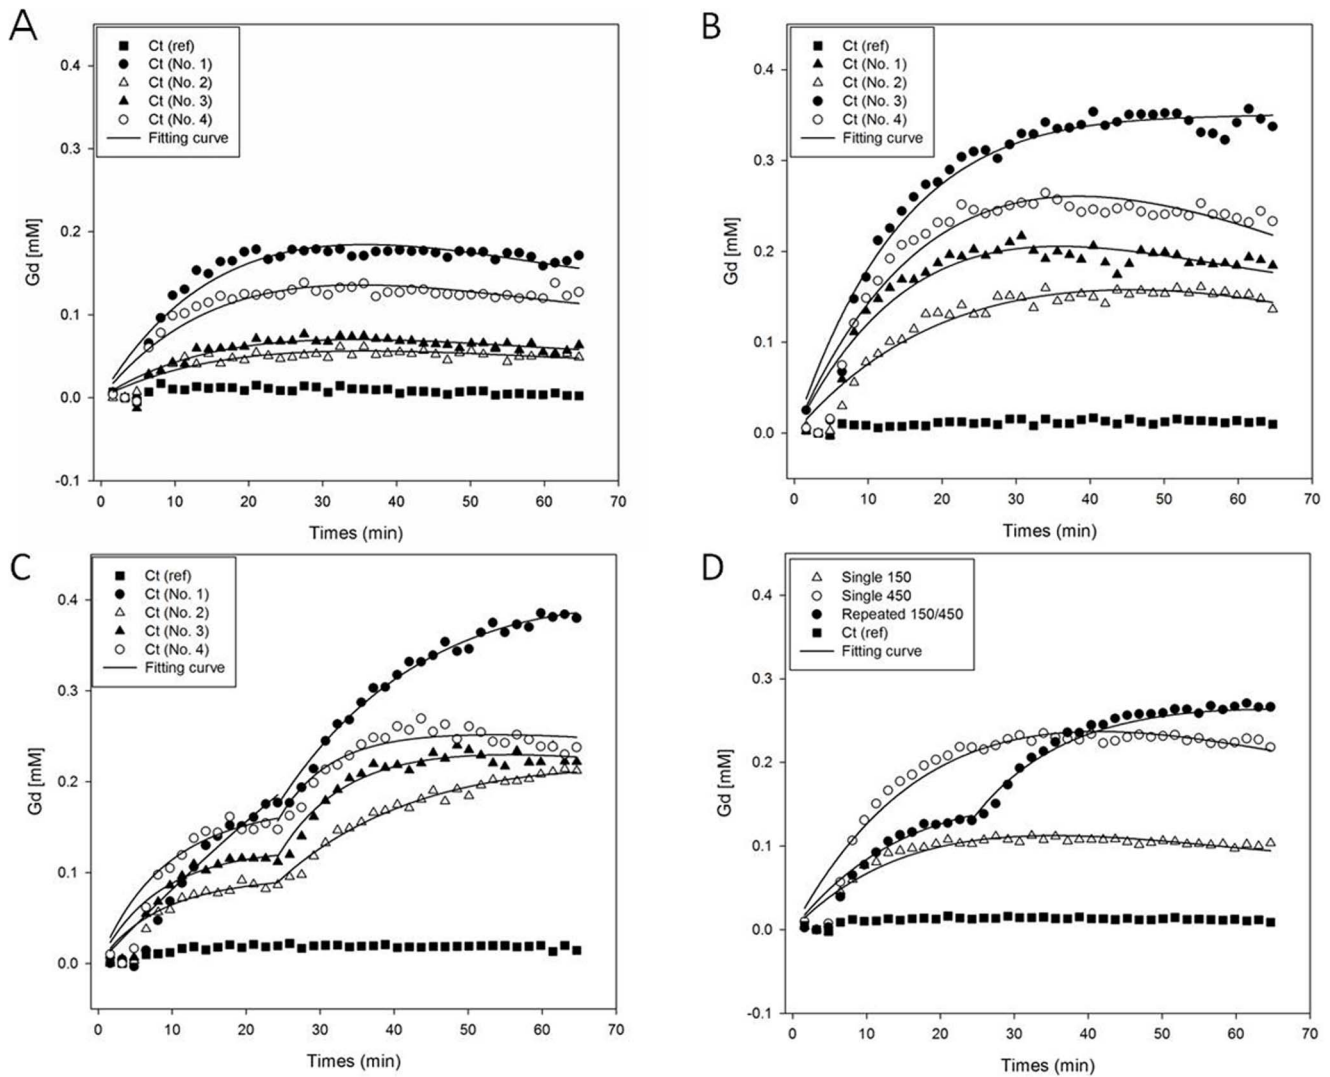 A
Ct (ref)
Ct (No. 1)
Ct (No. 2)
Ct (No. 3)
Ct (No. 4)
Fitting curve
0.4
0.3
0.2
0.1
0.0
-0.1
Gd [mM]
0 10 20 30 40 50 60 70
Times (min)
B
Ct (ref)
Ct (No. 1)
Ct (No. 2)
Ct (No. 3)
Ct (No. 4)
Fitting curve
0.4
0.3
0.2
0.1
0.0
Gd [mM]
0 10 20 30 40 50 60 70
Times (min)
C
Ct (ref)
Ct (No. 1)
Ct (No. 2)
Ct (No. 3)
Ct (No. 4)
Fitting curve
0.4
0.3
0.2
0.1
0.0
Gd [mM]
0 10 20 30 40 50 60 70
Times (min)
D
Single 150
Single 450
Repeated 150/450
Ct (ref)
Fitting curve
0.4
0.3
0.2
0.1
0.0
-0.1
Gd [mM]
0 10 20 30 40 50 60 70
Times (min)